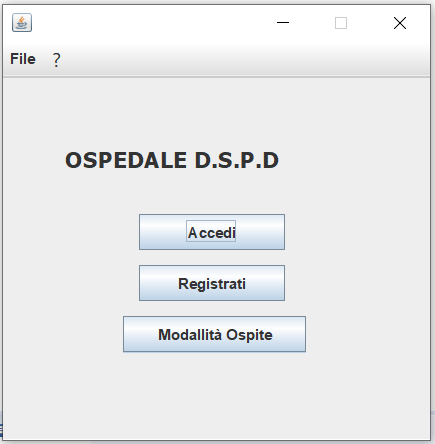 File ?
OSPEDALE D.S.P.D
Accedi
Registrati
Modallità Ospite